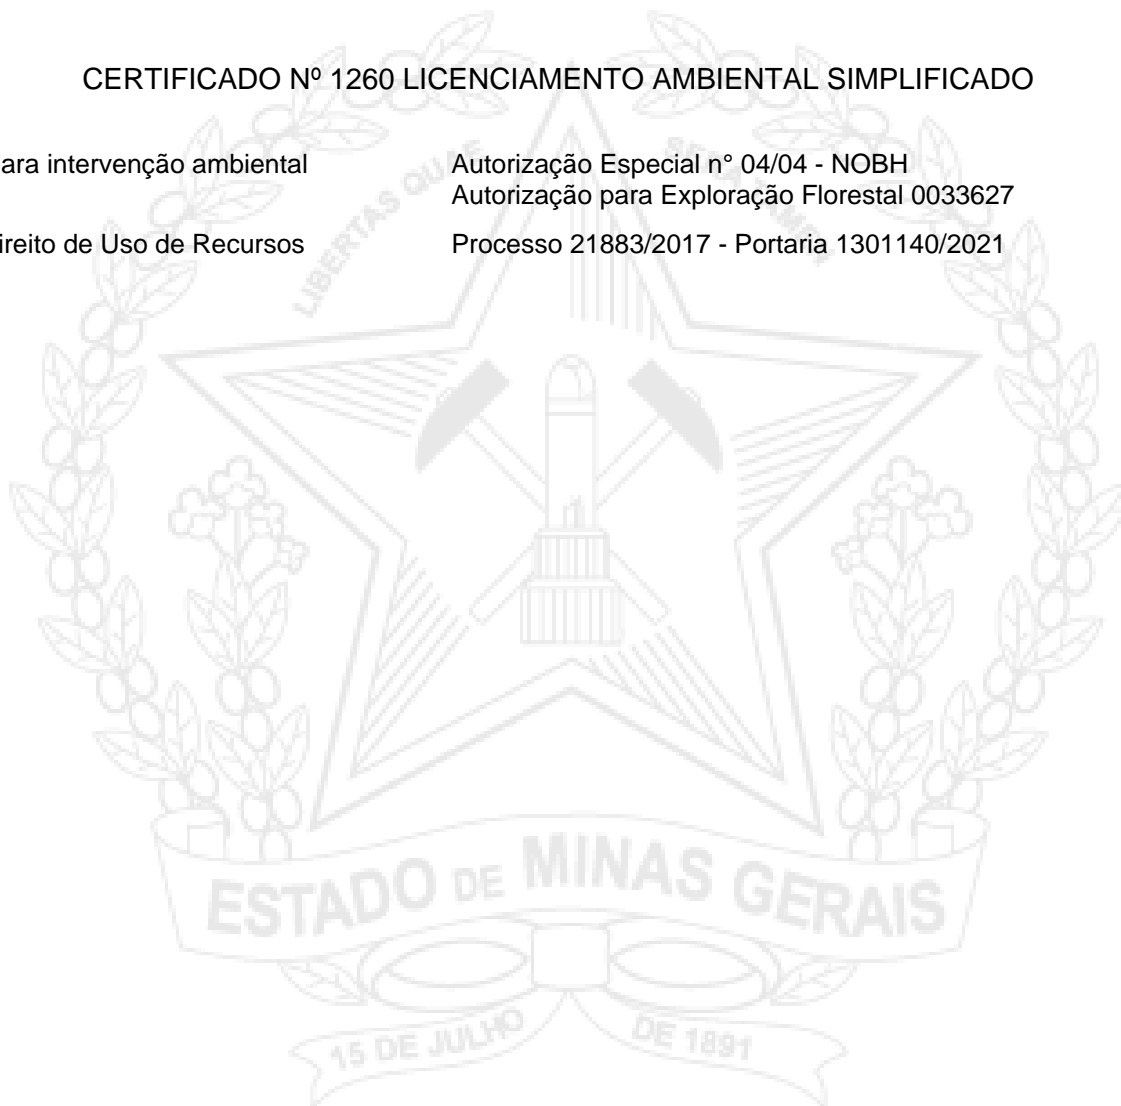 CERTIFICADO Nº 1260 LICENCIAMENTO AMBIENTAL SIMPLIFICADO
ara intervenção ambiental Autorização Especial n° 04/04 - NOBH
Autorização para Exploração Florestal 0033627
ireito de Uso de Recursos Processo 21883/2017 - Portaria 1301140/2021
LIBERTAS QUÆ SERA TAMEN
ESTADO DE MINAS GERAIS
15 DE JULHO DE 1891